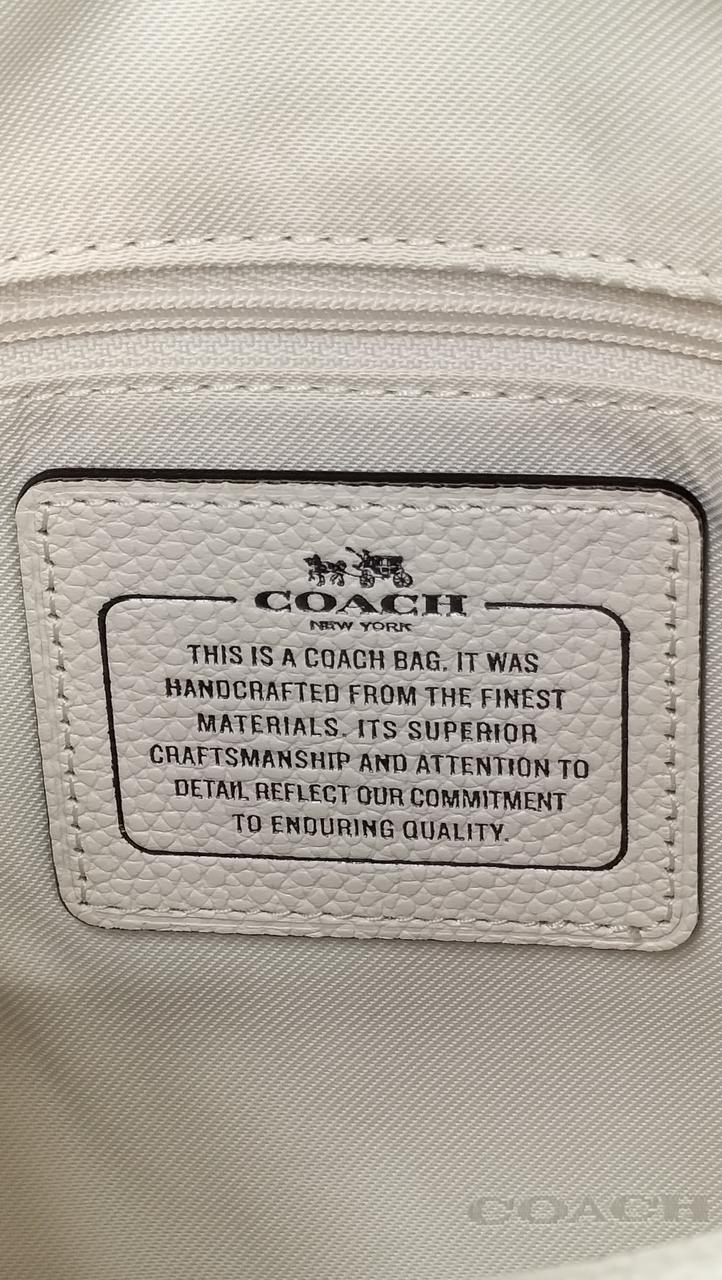 COACH
NEW YORK
THIS IS A COACH BAG. IT WAS
HANDCRAFTED FROM THE FINEST
MATERIALS. ITS SUPERIOR
CRAFTSMANSHIP AND ATTENTION TO
DETAIL REFLECT OUR COMMITMENT
TO ENDURING QUALITY.
COACH